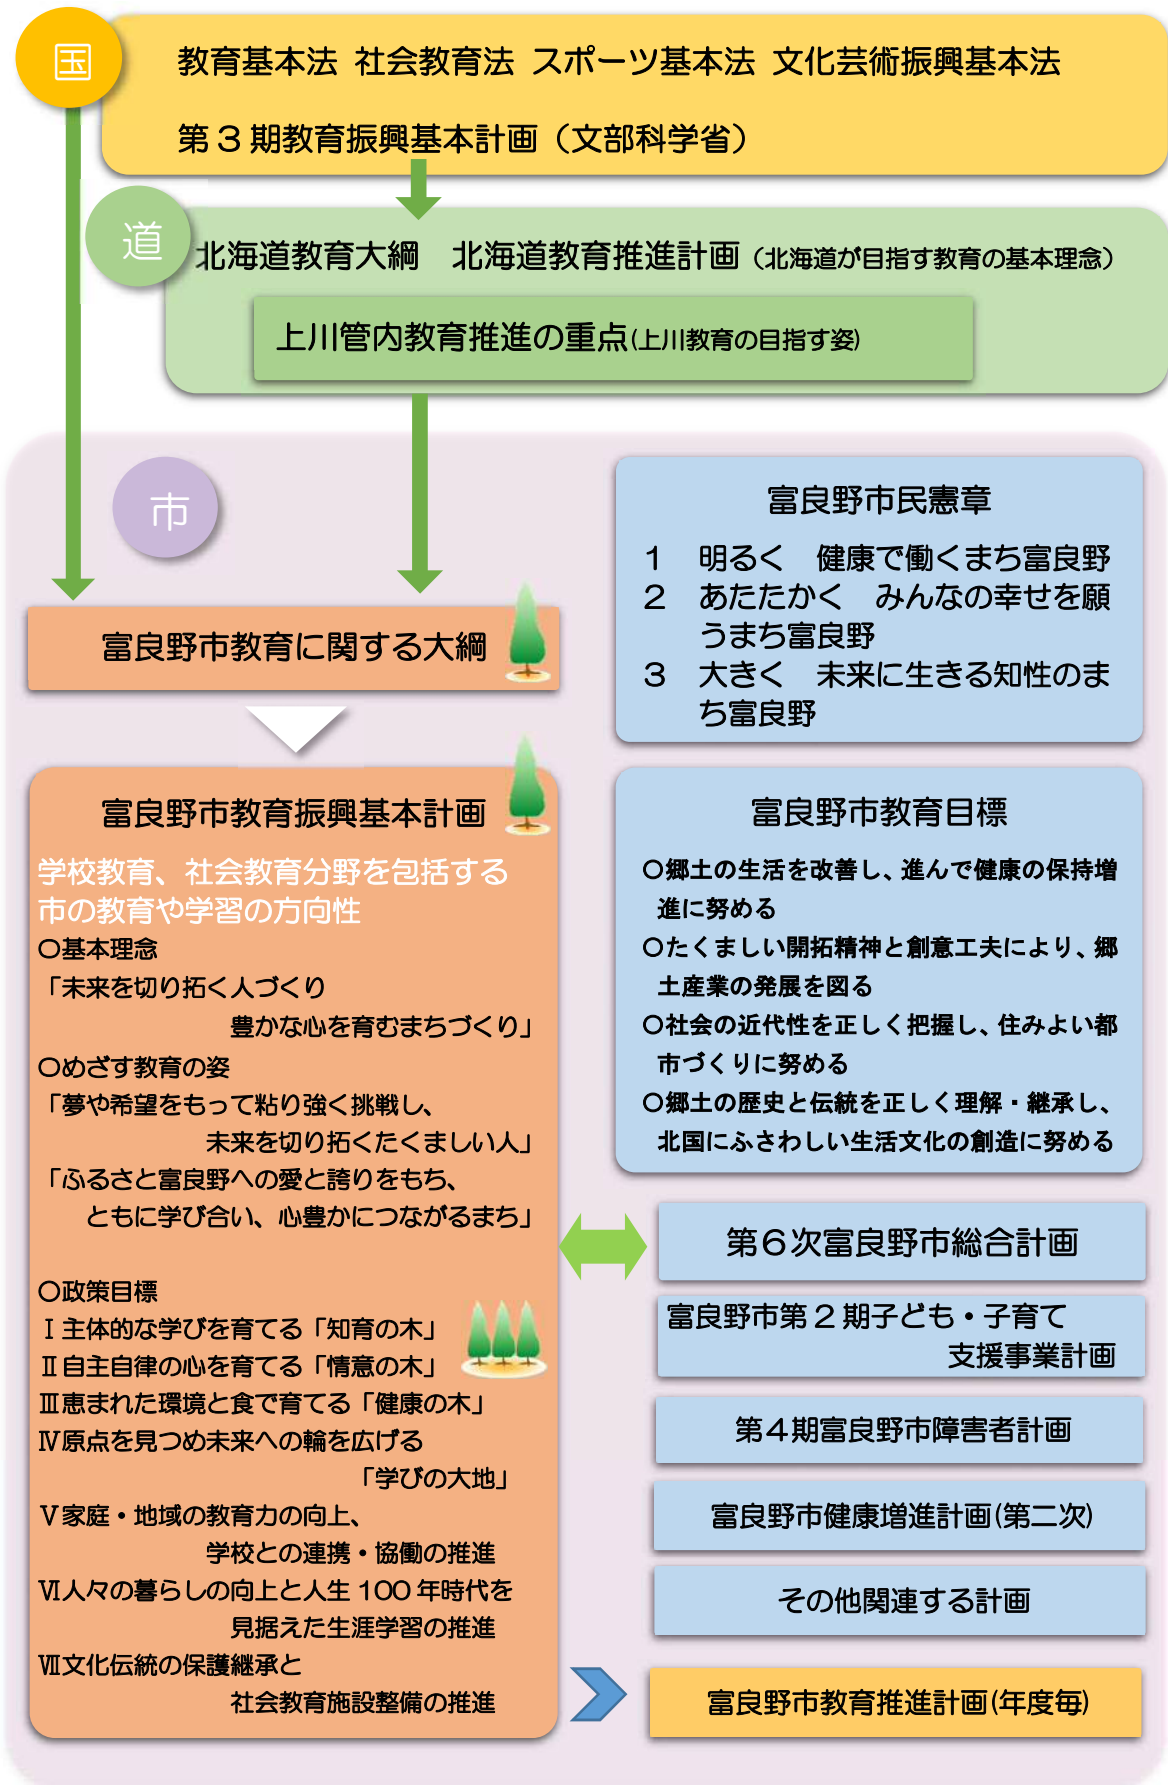 国
教育基本法 社会教育法 スポーツ基本法 文化芸術振興基本法
第3期教育振興基本計画（文部科学省）
道
北海道教育大綱　北海道教育推進計画（北海道が目指す教育の基本理念）
上川管内教育推進の重点(上川教育の目指す姿)
市
富良野市教育に関する大綱
富良野市教育振興基本計画
学校教育、社会教育分野を包括する
市の教育や学習の方向性
○基本理念
「未来を切り拓く人づくり
豊かな心を育むまちづくり」
○めざす教育の姿
「夢や希望をもって粘り強く挑戦し、
未来を切り拓くたくましい人」
「ふるさと富良野への愛と誇りをもち、
ともに学び合い、心豊かにつながるまち」
○政策目標
Ⅰ主体的な学びを育てる「知育の木」
Ⅱ自主自律の心を育てる「情意の木」
Ⅲ恵まれた環境と食で育てる「健康の木」
Ⅳ原点を見つめ未来への輪を広げる
「学びの大地」
Ⅴ家庭・地域の教育力の向上、
学校との連携・協働の推進
Ⅵ人々の暮らしの向上と人生100年時代を
見据えた生涯学習の推進
Ⅶ文化伝統の保護継承と
社会教育施設整備の推進
富良野市民憲章
1　明るく　健康で働くまち富良野
2　あたたかく　みんなの幸せを願
うまち富良野
3　大きく　未来に生きる知性のま
ち富良野
富良野市教育目標
○郷土の生活を改善し、進んで健康の保持増
進に努める
○たくましい開拓精神と創意工夫により、郷
土産業の発展を図る
○社会の近代性を正しく把握し、住みよい都
市づくりに努める
○郷土の歴史と伝統を正しく理解・継承し、
北国にふさわしい生活文化の創造に努める
第6次富良野市総合計画
富良野市第2期子ども・子育て
支援事業計画
第4期富良野市障害者計画
富良野市健康増進計画(第二次)
その他関連する計画
富良野市教育推進計画(年度毎)